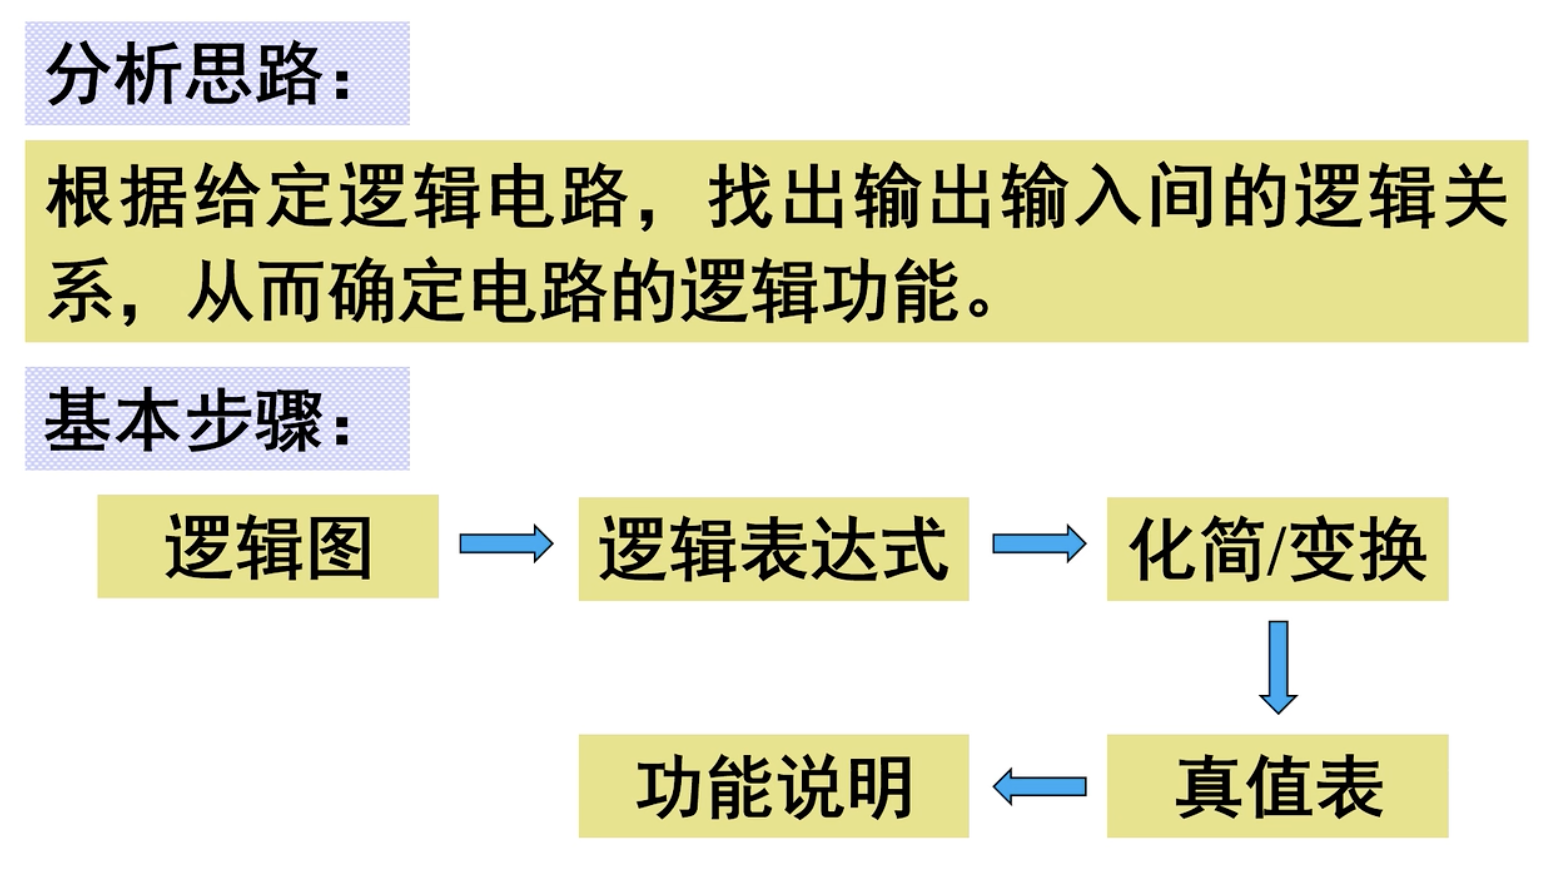 分析思路：
根据给定逻辑电路，找出输出输入间的逻辑关
系，从而确定电路的逻辑功能。
基本步骤：
逻辑图
逻辑表达式
化简/变换
真值表
功能说明